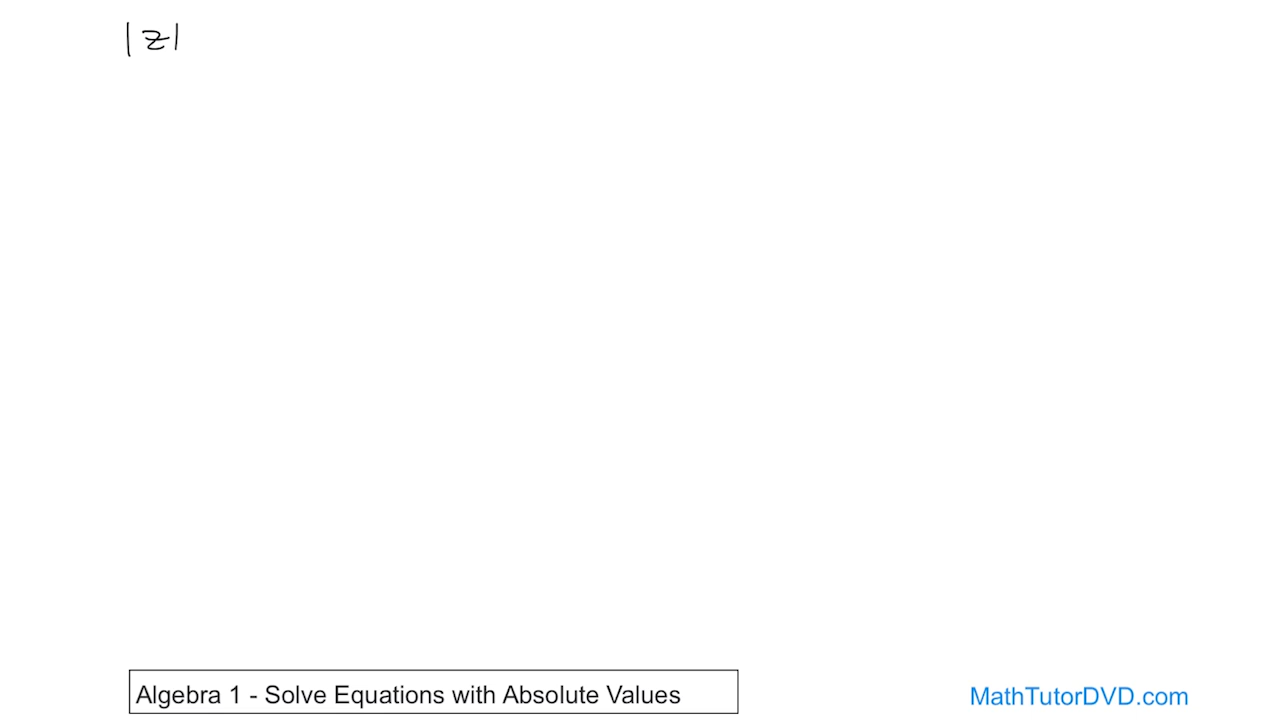 |z|
Algebra 1 - Solve Equations with Absolute Values
MathTutorDVD.com